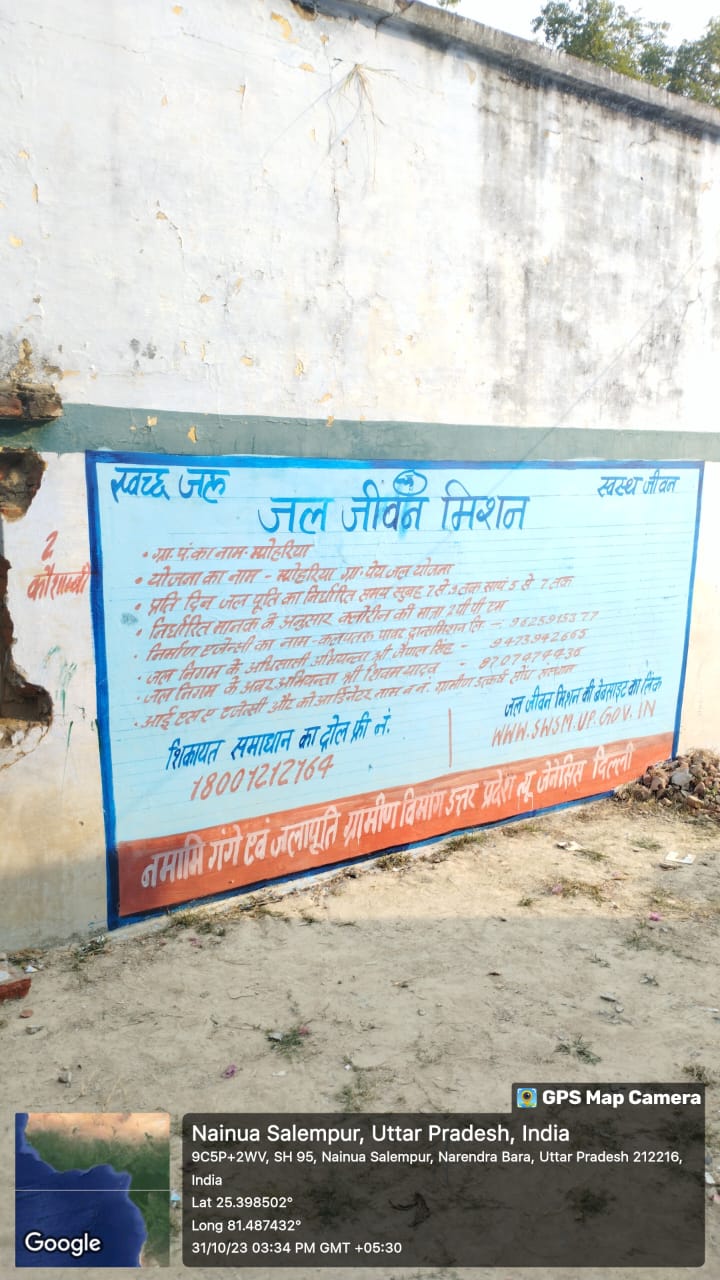 स्वच्छ जल
स्वस्थ जीवन
जल जीवन मिशन
2
कौशाम्बी
• ग्रा. पं. का नाम- म्योहरिया
• योजना का नाम - म्योहरिया ग्रा. पेय जल योजना
• प्रति दिन जल पूर्ति का निर्धारित समय सुबह 7 से 9 तक सायं 5 से 7 तक
• निर्धारित मानक के अनुसार क्लोरीन की मात्रा 2 पी पी एम
• निर्माण एजेन्सी का नाम - कल्पतरू पावर ट्रान्समिशन लि -: 9625915377
• जल निगम के अधिशासी अभियन्ता श्री जैपाल सिंह - 9473942665
• जल निगम के अवर अभियन्ता श्री शिवम यादव - 8707474436
• आई एस ए एजेन्सी और को आर्डिनेटर नाम व नं. ग्रामीण उत्कर्ष संस्थान
शिकायत समाधान का ट्रोल फ्री नं.
18001212164
जल जीवन मिशन की बेबसाइट का लिंक
WWW.SWSM.UP.GOV.IN
नमामि गंगे एवं जलापूर्ति ग्रामीण विभाग उत्तर प्रदेश न्यू जेनेसिस दिल्ली
GPS Map Camera
Nainua Salempur, Uttar Pradesh, India
9C5P+2WV, SH 95, Nainua Salempur, Narendra Bara, Uttar Pradesh 212216,
India
Lat 25.398502°
Long 81.487432°
31/10/23 03:34 PM GMT +05:30
Google